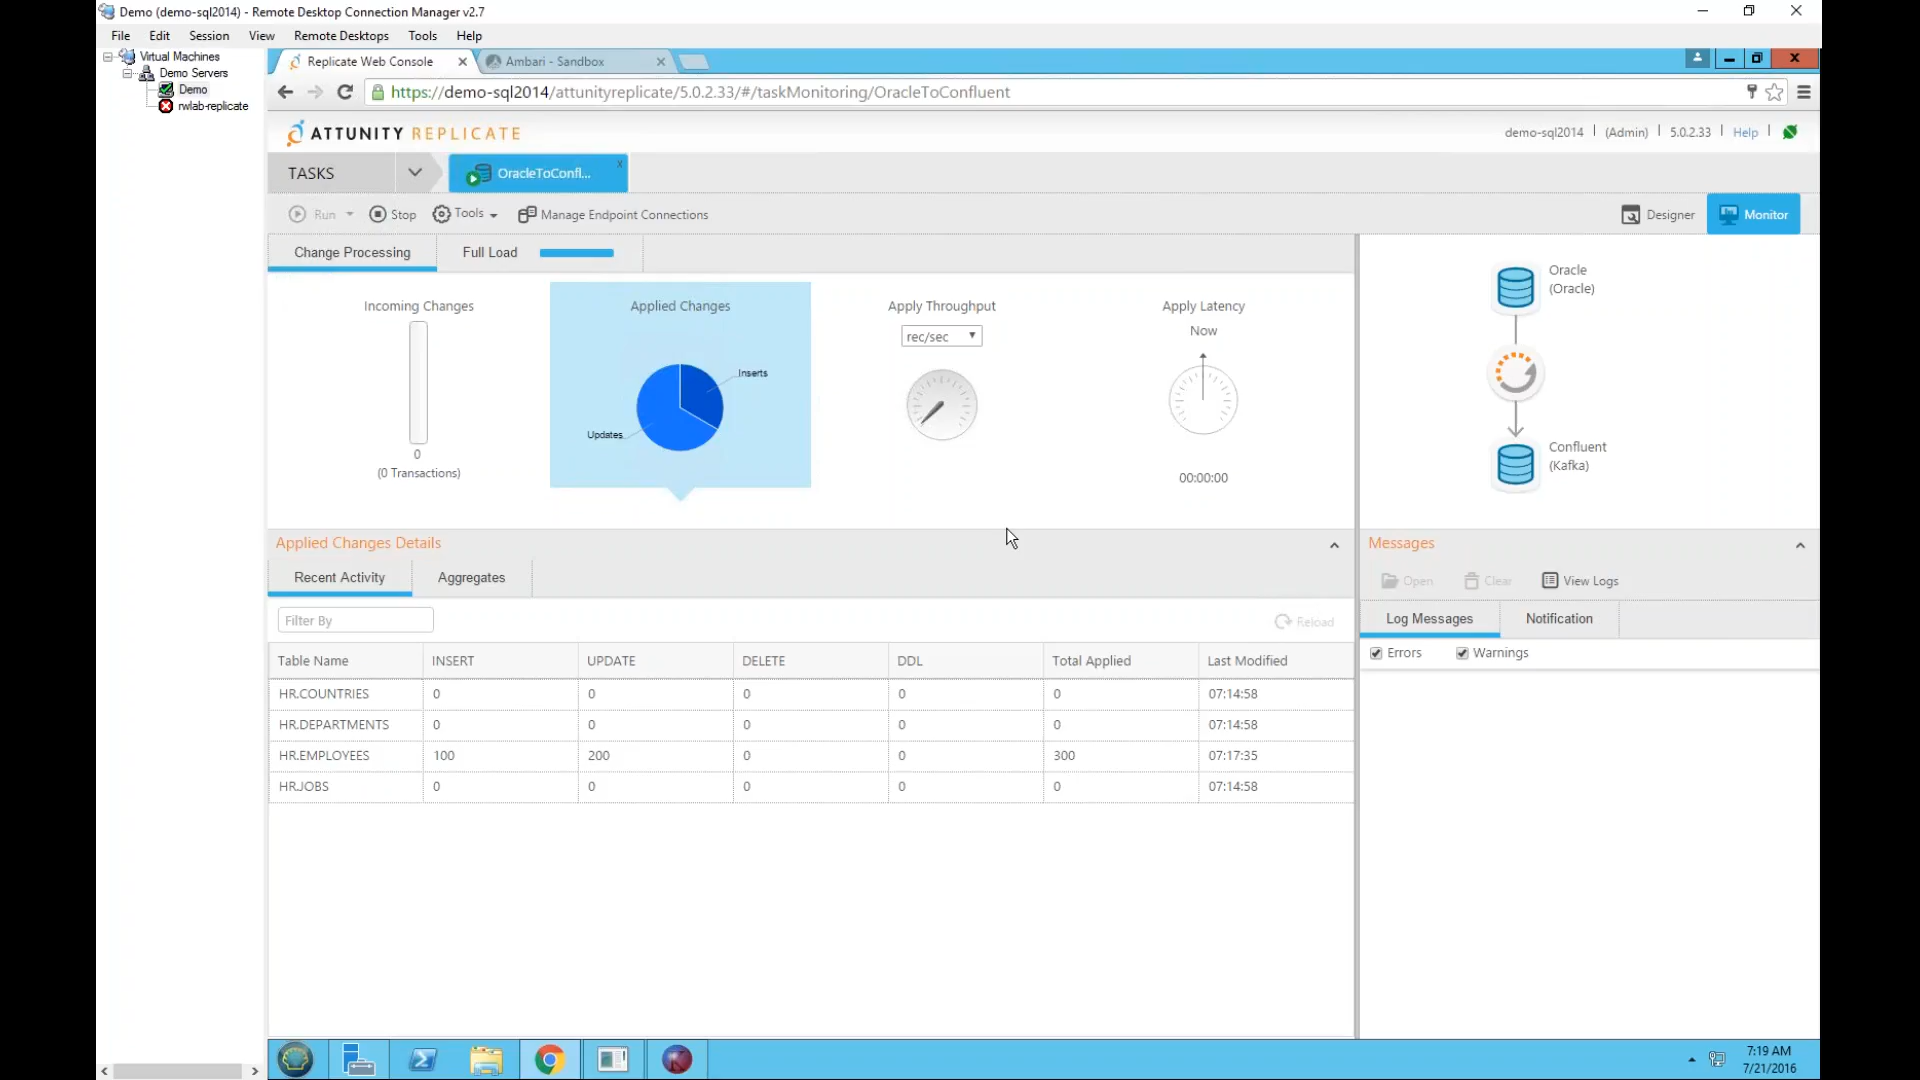 Demo (demo-sql2014) - Remote Desktop Connection Manager v2.7
File Edit Session View Remote Desktops Tools Help
Virtual Machines
Demo Servers
Demo
rwlab-replicate
Replicate Web Console
Ambari - Sandbox
https://demo-sql2014/attunityreplicate/5.0.2.33/#/taskMonitoring/OracleToConfluent
ATTUNITY REPLICATE
demo-sql2014 | (Admin) | 5.0.2.33 | Help |
TASKS
OracleToConfl...
Run Stop Tools Manage Endpoint Connections
Designer Monitor
Change Processing Full Load
Incoming Changes
0
(0 Transactions)
Applied Changes
Inserts
Updates
Apply Throughput
rec/sec
Apply Latency
Now
00:00:00
Oracle
(Oracle)
Confluent
(Kafka)
Applied Changes Details
Recent Activity Aggregates
Filter By
Reload
Table Name INSERT UPDATE DELETE DDL Total Applied Last Modified
HR.COUNTRIES 0 0 0 0 0 07:14:58
HR.DEPARTMENTS 0 0 0 0 0 07:14:58
HR.EMPLOYEES 100 200 0 0 300 07:17:35
HR.JOBS 0 0 0 0 0 07:14:58
Messages
Open Clear View Logs
Log Messages Notification
Errors Warnings
7:19 AM
7/21/2016